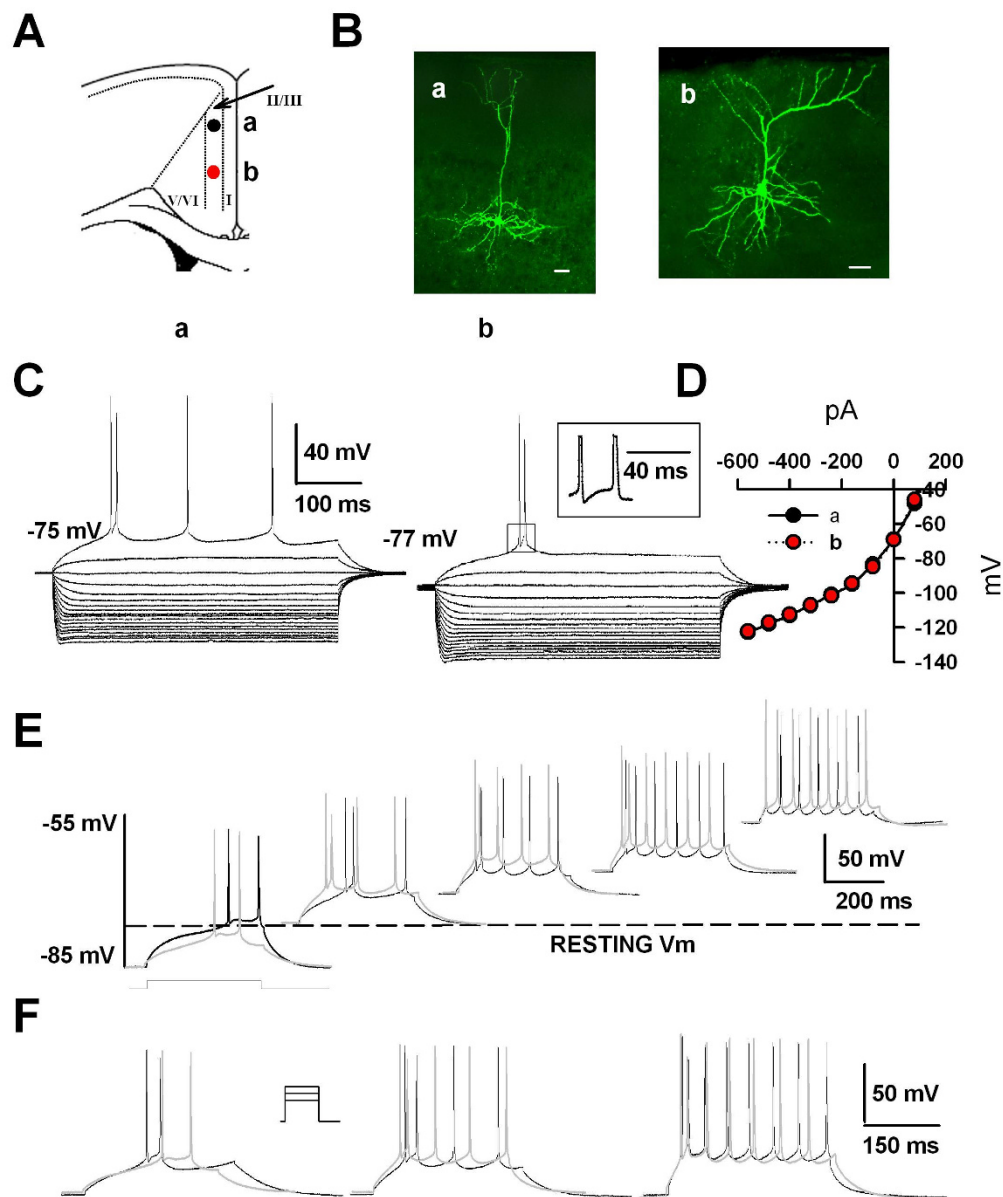 A
B
II/III
a
b
V/VI
I
a
b
a
b
C
D
-75 mV
40 mV
100 ms
-77 mV
40 ms
pA
-600 -400 -200 0 200
-40
-60
-80
-100
-120
-140
mV
a
b
E
-55 mV
-85 mV
50 mV
200 ms
RESTING Vm
F
50 mV
150 ms